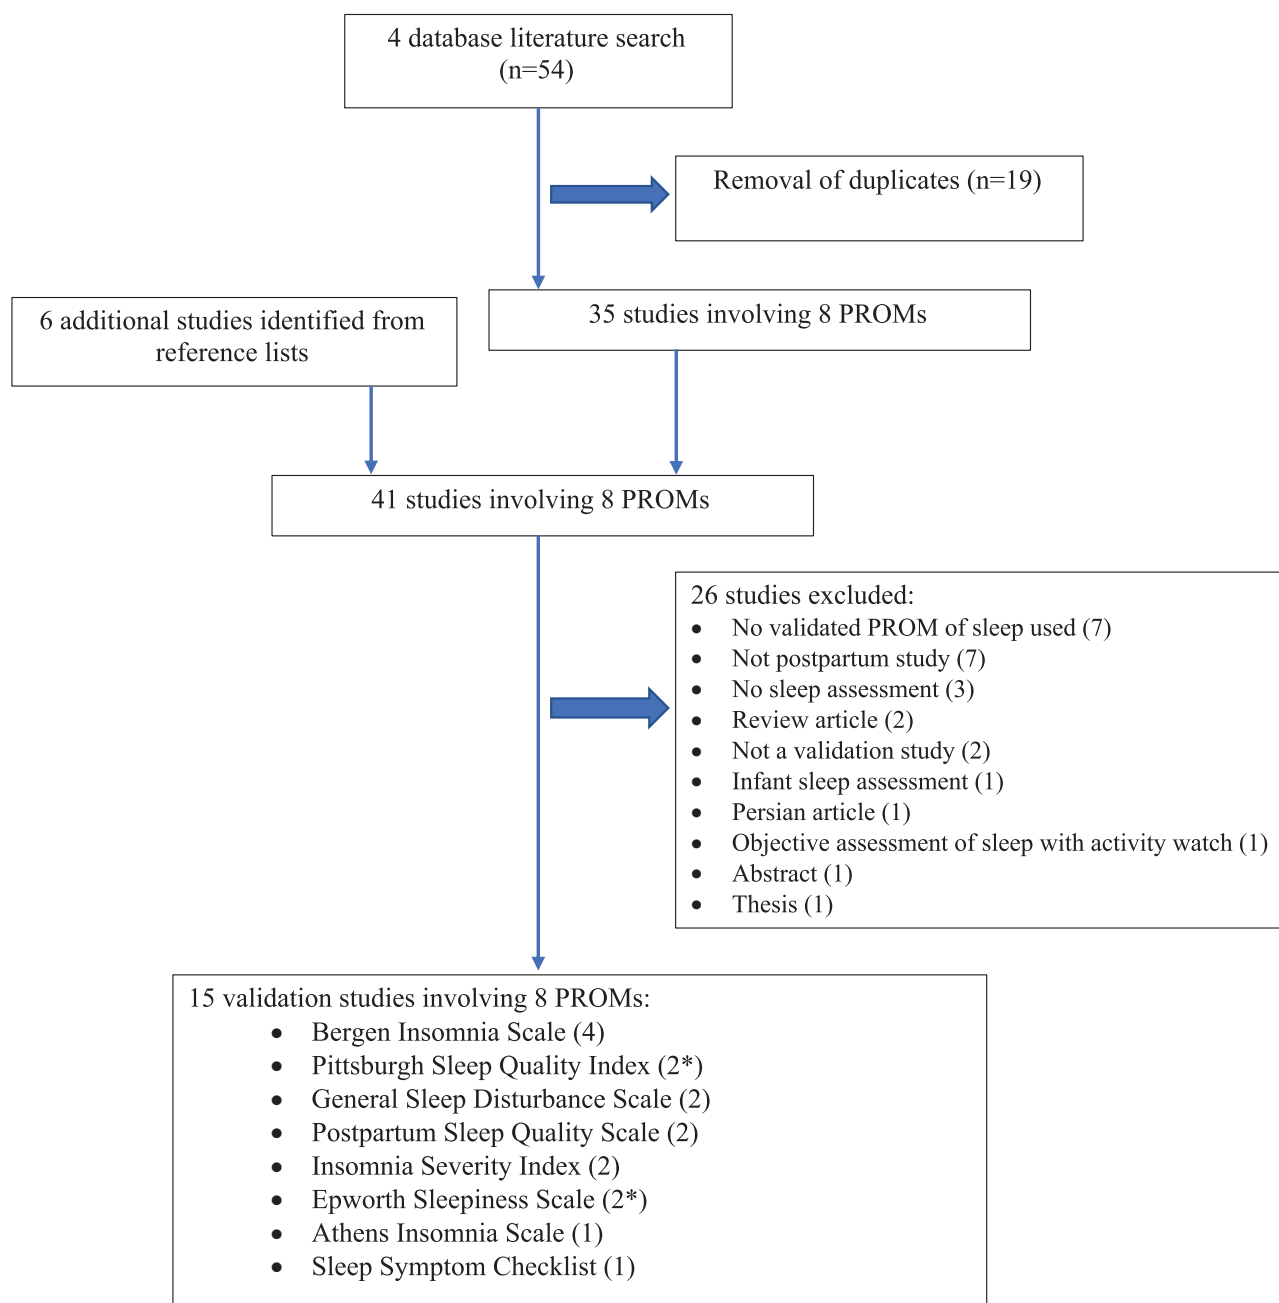 4 database literature search
(n=54)
Removal of duplicates (n=19)
6 additional studies identified from
reference lists
35 studies involving 8 PROMs
41 studies involving 8 PROMs
26 studies excluded:
• No validated PROM of sleep used (7)
• Not postpartum study (7)
• No sleep assessment (3)
• Review article (2)
• Not a validation study (2)
• Infant sleep assessment (1)
• Persian article (1)
• Objective assessment of sleep with activity watch (1)
• Abstract (1)
• Thesis (1)
15 validation studies involving 8 PROMs:
• Bergen Insomnia Scale (4)
• Pittsburgh Sleep Quality Index (2*)
• General Sleep Disturbance Scale (2)
• Postpartum Sleep Quality Scale (2)
• Insomnia Severity Index (2)
• Epworth Sleepiness Scale (2*)
• Athens Insomnia Scale (1)
• Sleep Symptom Checklist (1)